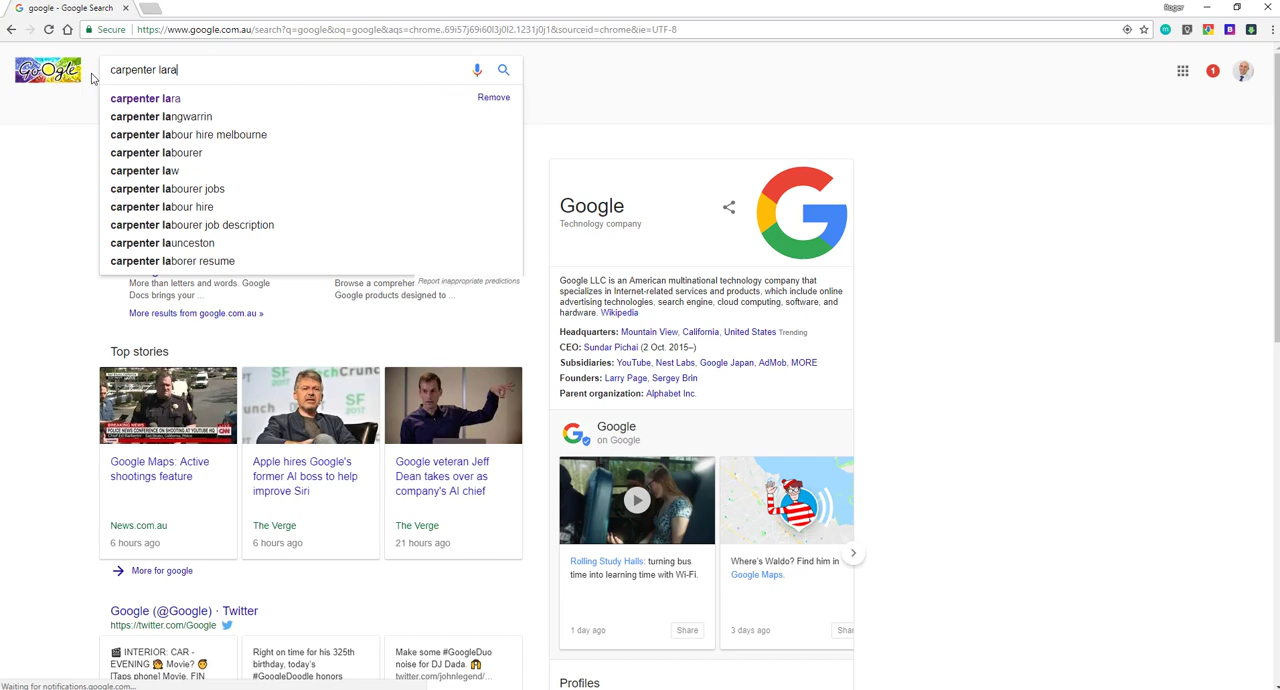 google - Google Search
Roger
Secure
https://www.google.com.au/search?q=google&oq=google&aqs=chrome..69i57j69i60l3j0l2.1231j0j1&sourceid=chrome&ie=UTF-8
Google
carpenter lara
1
carpenter lara
Remove
carpenter langwarrin
carpenter labour hire melbourne
carpenter labourer
carpenter law
carpenter labourer jobs
carpenter labour hire
carpenter labourer job description
carpenter launceston
carpenter laborer resume
Report inappropriate predictions
More than letters and words. Google
Docs brings your ...
Browse a comprehen
Google products designed to ...
More results from google.com.au »
Top stories
Google Maps: Active
shootings feature
News.com.au
6 hours ago
Apple hires Google's
former AI boss to help
improve Siri
The Verge
6 hours ago
Google veteran Jeff
Dean takes over as
company's AI chief
The Verge
21 hours ago
More for google
Google (@Google) · Twitter
https://twitter.com/Google
🎬 INTERIOR: CAR -
EVENING 👩 Movie? 🧑
[Taps phone] Movie. FIN
Right on time for his 325th
birthday, today's
#GoogleDoodle honors
Make some #GoogleDuo
noise for DJ Dada.
twitter.com/johnlegend/...
Waiting for notifications.google.com...
Google
Technology company
Google LLC is an American multinational technology company that
specializes in Internet-related services and products, which include online
advertising technologies, search engine, cloud computing, software, and
hardware. Wikipedia
Headquarters: Mountain View, California, United States Trending
CEO: Sundar Pichai (2 Oct. 2015–)
Subsidiaries: YouTube, Nest Labs, Google Japan, AdMob, MORE
Founders: Larry Page, Sergey Brin
Parent organization: Alphabet Inc.
Google
on Google
Rolling Study Halls: turning bus
time into learning time with Wi-Fi.
1 day ago
Share
Where's Waldo? Find him in
Google Maps.
3 days ago
Shar
Profiles